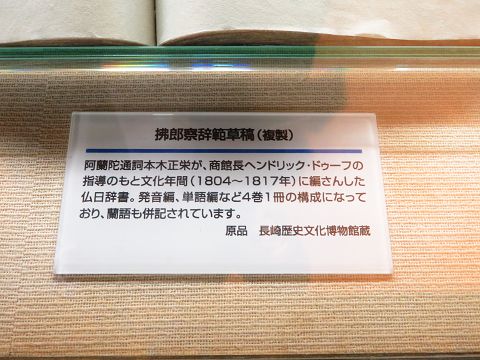 拂郎察辞範草稿(複製)
阿蘭陀通詞本木正栄が、商館長ヘンドリック・ドゥーフの
指導のもと文化年間(1804〜1817年)に編さんした
仏日辞書。発音編、単語編など4巻1冊の構成になって
おり、蘭語も併記されています。
原品 長崎歴史文化博物館蔵